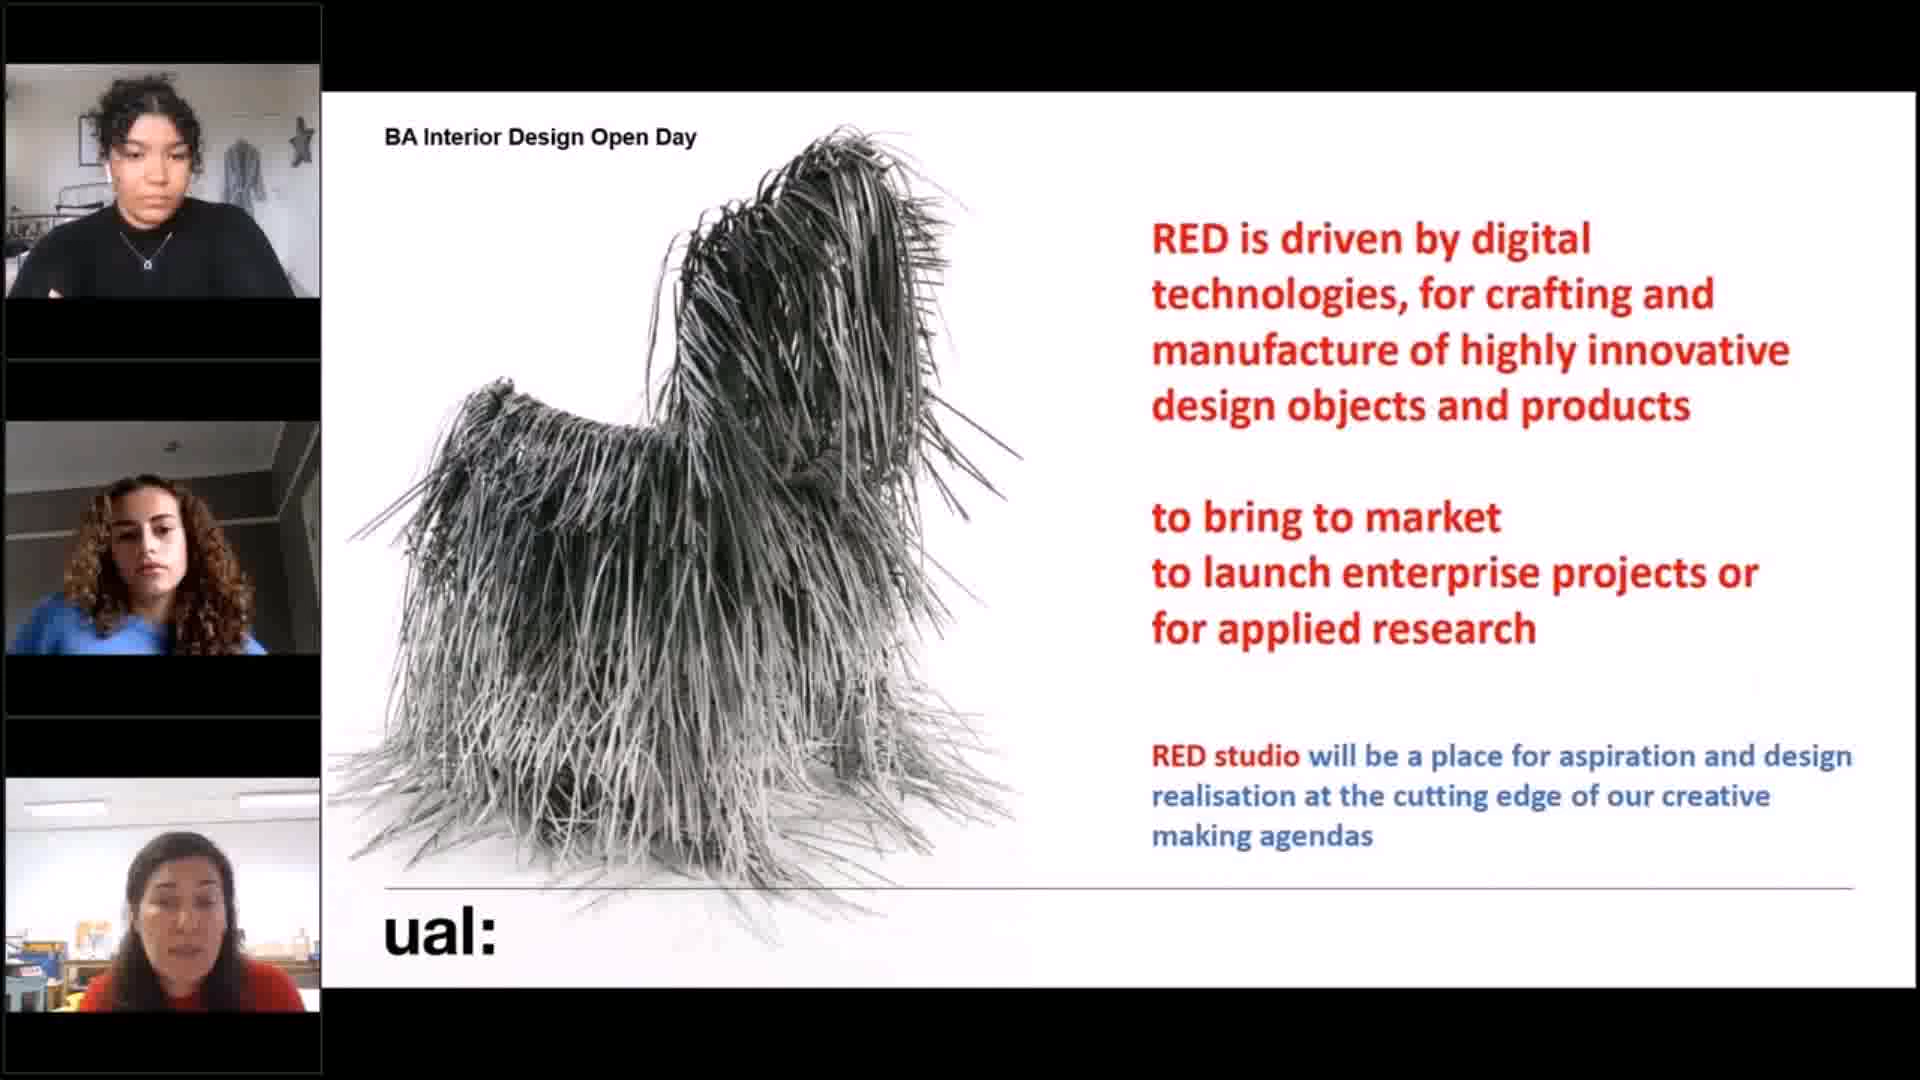 BA Interior Design Open Day
RED is driven by digital
technologies, for crafting and
manufacture of highly innovative
design objects and products
to bring to market
to launch enterprise projects or
for applied research
RED studio will be a place for aspiration and design
realisation at the cutting edge of our creative
making agendas
ual: